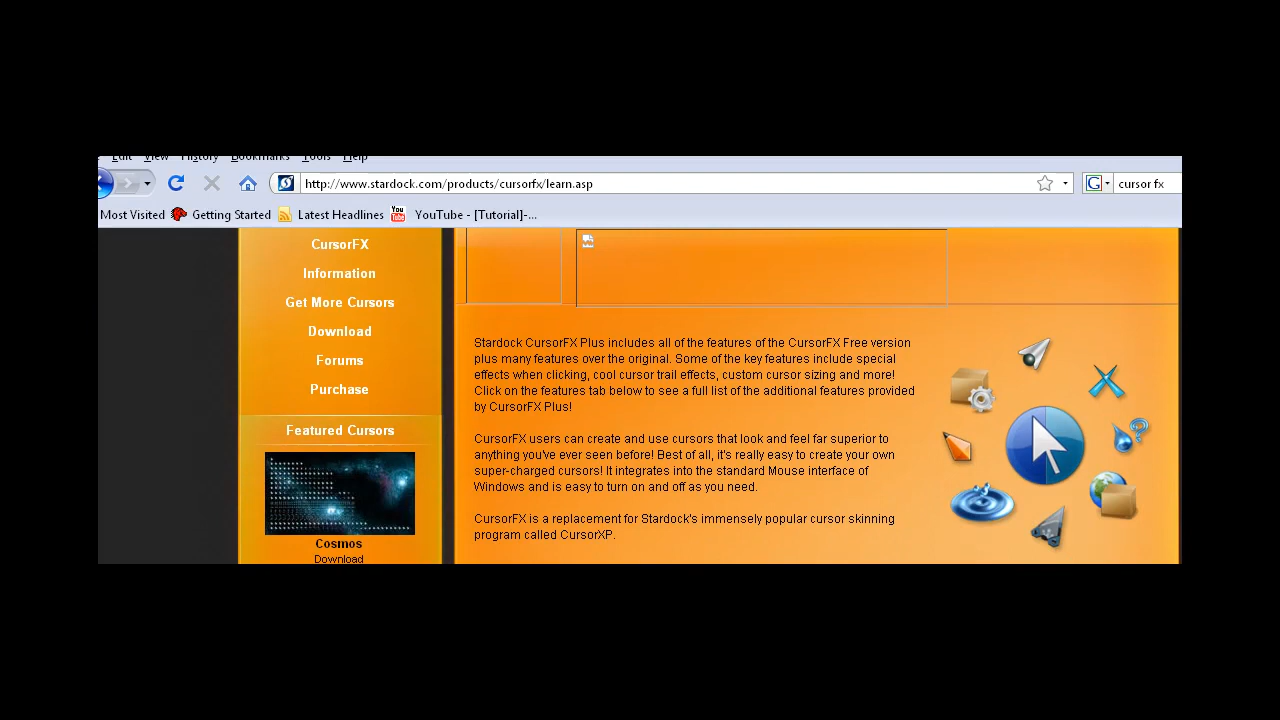 Edit View History Bookmarks Tools Help
http://www.stardock.com/products/cursorfx/learn.asp
G
cursor fx
Most Visited Getting Started Latest Headlines You Tube YouTube - [Tutorial]-...
CursorFX
Information
Get More Cursors
Download
Forums
Purchase
Featured Cursors
Cosmos
Download
Stardock CursorFX Plus includes all of the features of the CursorFX Free version
plus many features over the original. Some of the key features include special
effects when clicking, cool cursor trail effects, custom cursor sizing and more!
Click on the features tab below to see a full list of the additional features provided
by CursorFX Plus!
CursorFX users can create and use cursors that look and feel far superior to
anything you've ever seen before! Best of all, it's really easy to create your own
super-charged cursors! It integrates into the standard Mouse interface of
Windows and is easy to turn on and off as you need.
CursorFX is a replacement for Stardock's immensely popular cursor skinning
program called CursorXP.